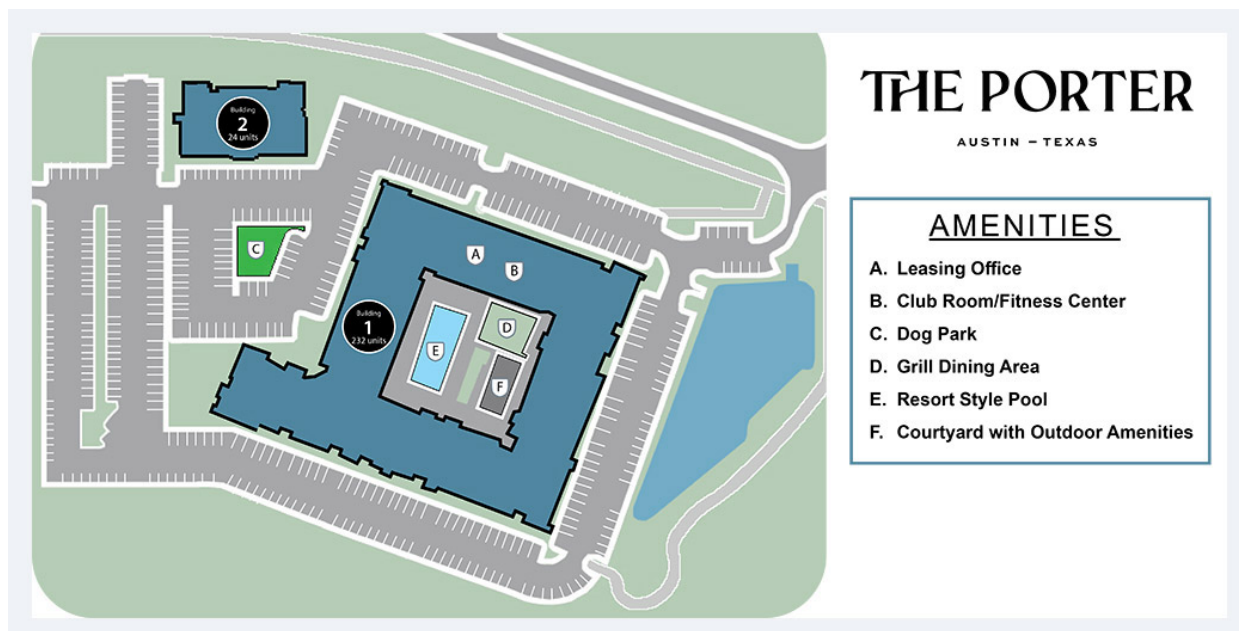 THE PORTER
AUSTIN – TEXAS
AMENITIES
A. Leasing Office
B. Club Room/Fitness Center
C. Dog Park
D. Grill Dining Area
E. Resort Style Pool
F. Courtyard with Outdoor Amenities
Building
2
24 units
C
A
B
Building
1
232 units
D
E
F